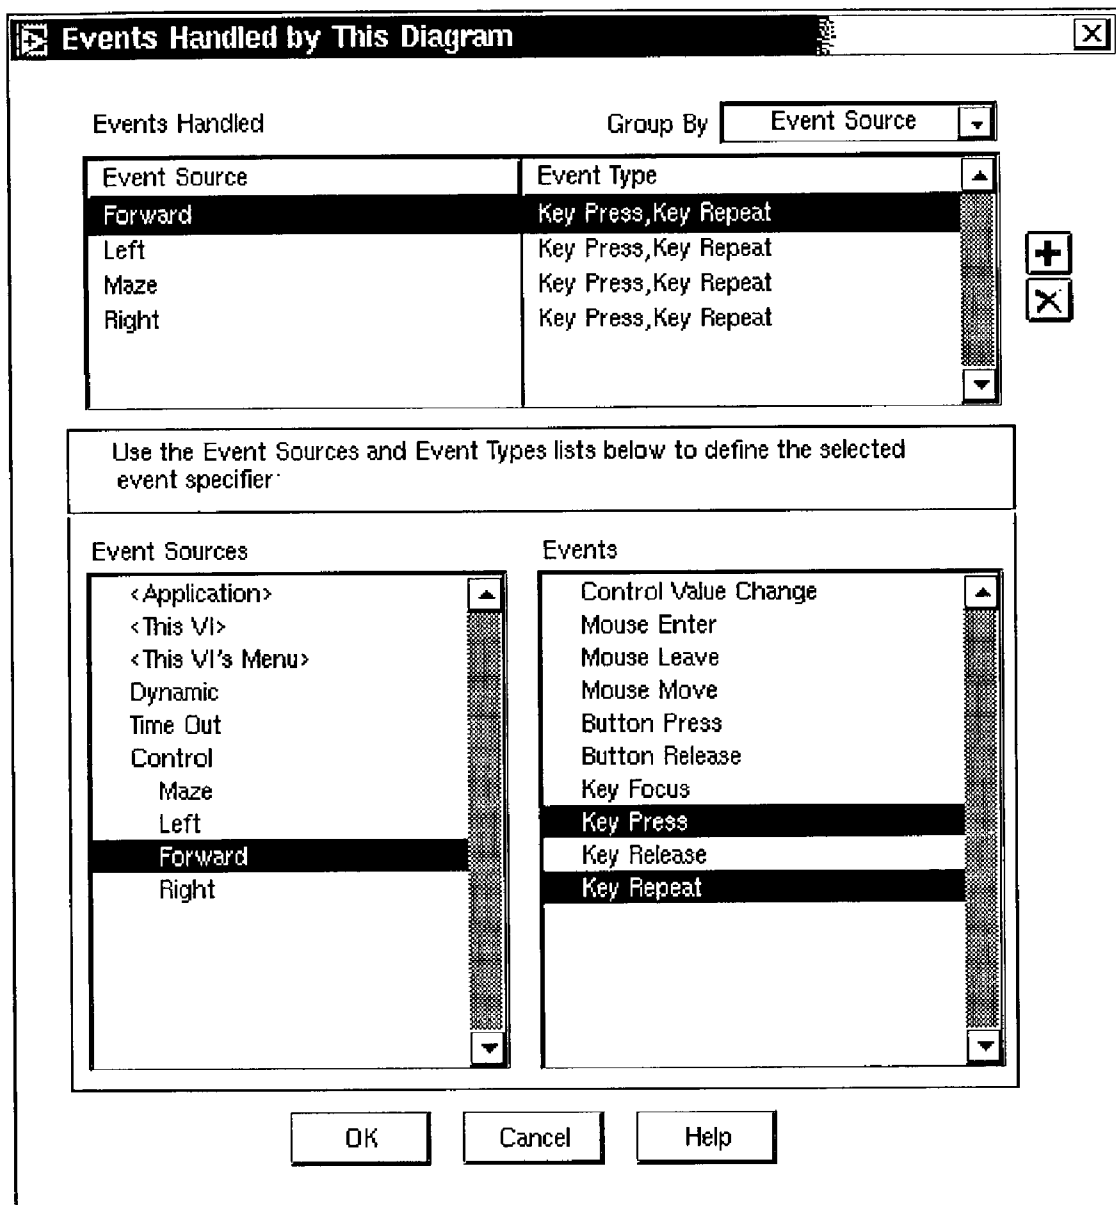 Events Handled by This Diagram
Events Handled
Group By Event Source
Event Source Event Type
Forward Key Press,Key Repeat
Left Key Press,Key Repeat
Maze Key Press,Key Repeat
Right Key Press,Key Repeat
Use the Event Sources and Event Types lists below to define the selected
event specifier:
Event Sources
<Application>
<This VI>
<This VI's Menu>
Dynamic
Time Out
Control
Maze
Left
Forward
Right
Events
Control Value Change
Mouse Enter
Mouse Leave
Mouse Move
Button Press
Button Release
Key Focus
Key Press
Key Release
Key Repeat
OK Cancel Help